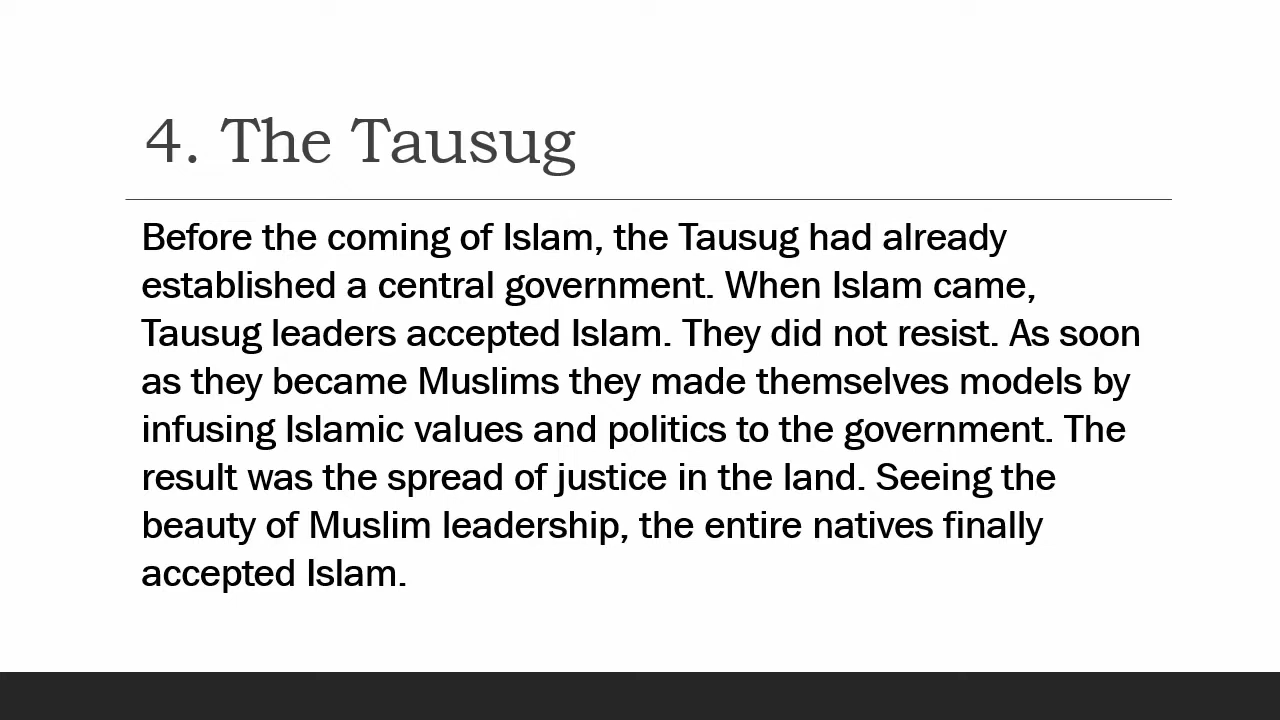 4. The Tausug
Before the coming of Islam, the Tausug had already
established a central government. When Islam came,
Tausug leaders accepted Islam. They did not resist. As soon
as they became Muslims they made themselves models by
infusing Islamic values and politics to the government. The
result was the spread of justice in the land. Seeing the
beauty of Muslim leadership, the entire natives finally
accepted Islam.